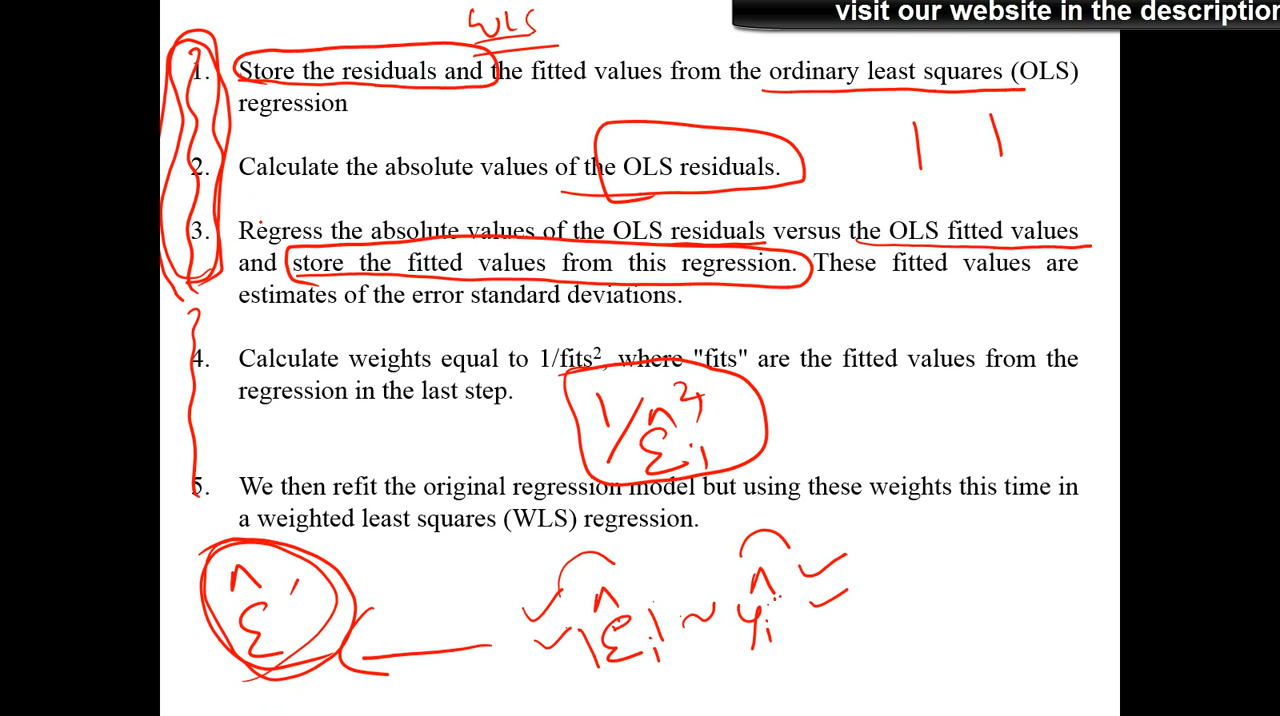 visit our website in the description
WLS
1. Store the residuals and the fitted values from the ordinary least squares (OLS)
regression
2. Calculate the absolute values of the OLS residuals.
3. Regress the absolute values of the OLS residuals versus the OLS fitted values
and store the fitted values from this regression. These fitted values are
estimates of the error standard deviations.
4. Calculate weights equal to 1/fits², where "fits" are the fitted values from the
regression in the last step.
1/ε̂ᵢ²
5. We then refit the original regression model but using these weights this time in
a weighted least squares (WLS) regression.
ε̂' |ε̂ᵢ| ~ ŷᵢ